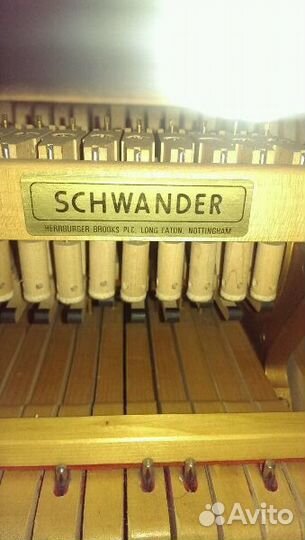 SCHWANDER
HERRBURGER BROOKS PLC, LONG EATON, NOTTINGHAM
Avito